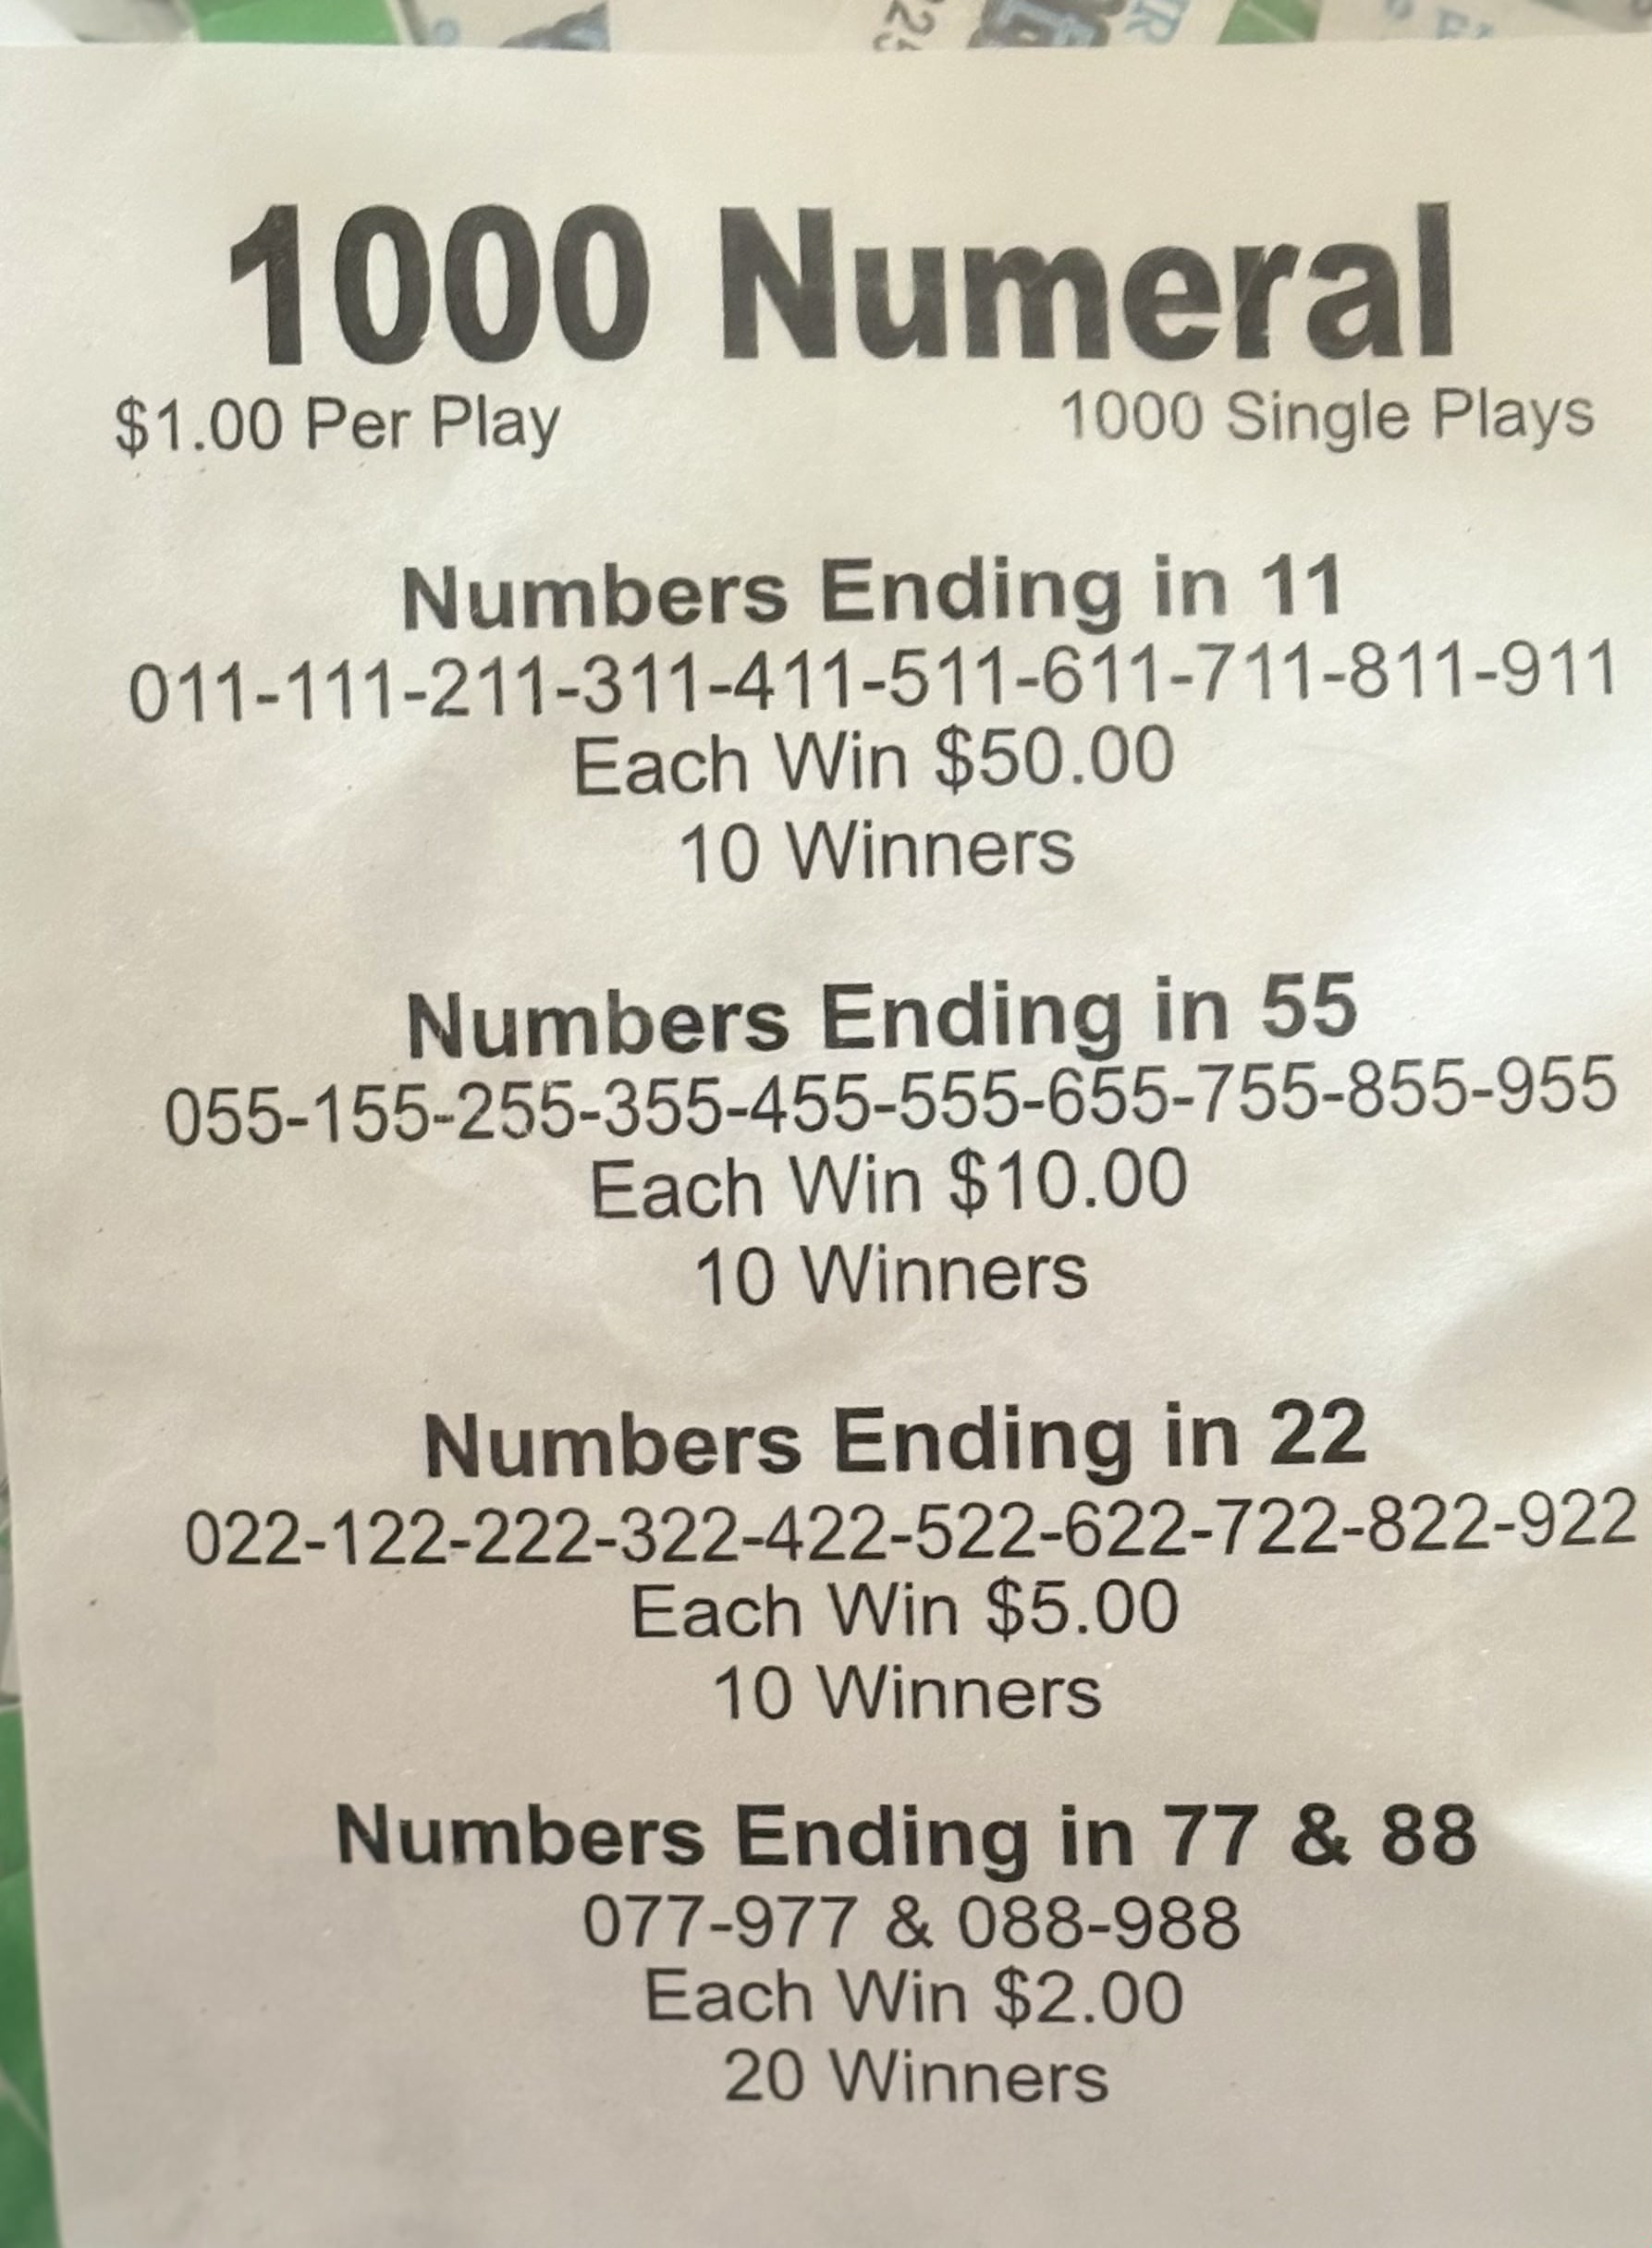 1000 Numeral
$1.00 Per Play 1000 Single Plays
Numbers Ending in 11
011-111-211-311-411-511-611-711-811-911
Each Win $50.00
10 Winners
Numbers Ending in 55
055-155-255-355-455-555-655-755-855-955
Each Win $10.00
10 Winners
Numbers Ending in 22
022-122-222-322-422-522-622-722-822-922
Each Win $5.00
10 Winners
Numbers Ending in 77 & 88
077-977 & 088-988
Each Win $2.00
20 Winners